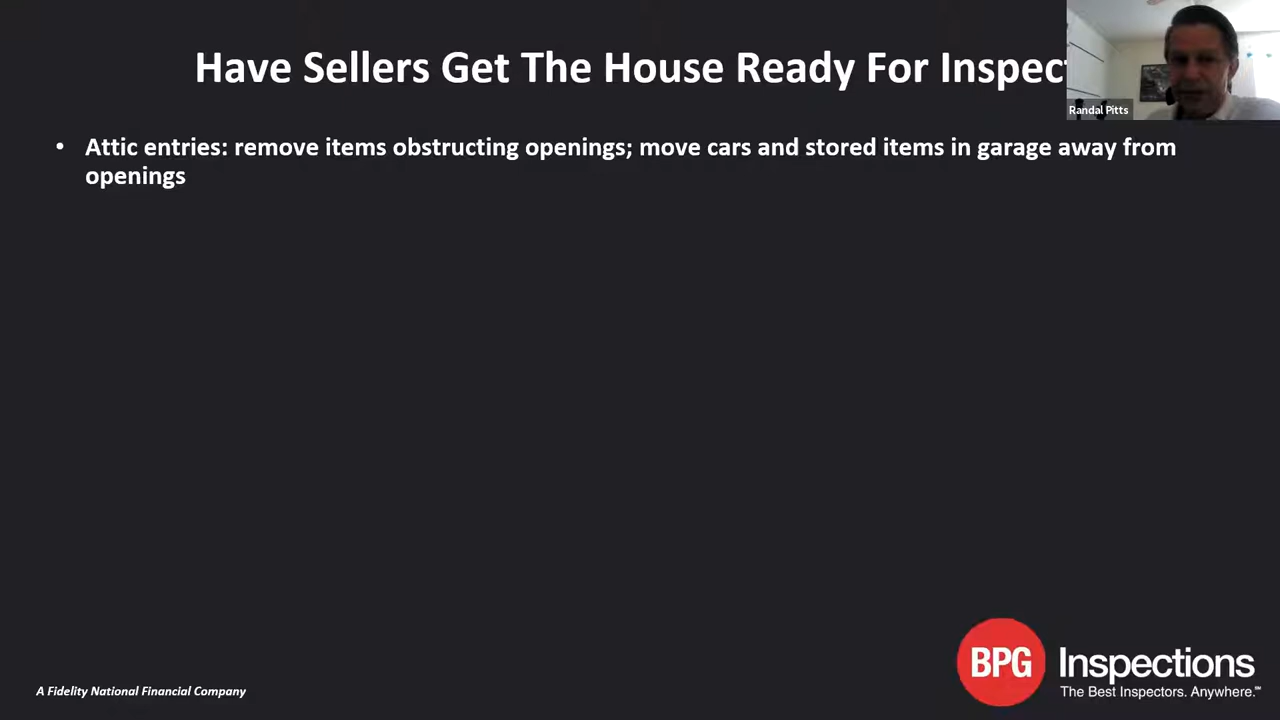 Have Sellers Get The House Ready For
Randal Pitts
• Attic entries: remove items obstructing openings; move cars and stored items in garage away from
openings
BPG Inspections
The Best Inspectors. Anywhere.℠
A Fidelity National Financial Company